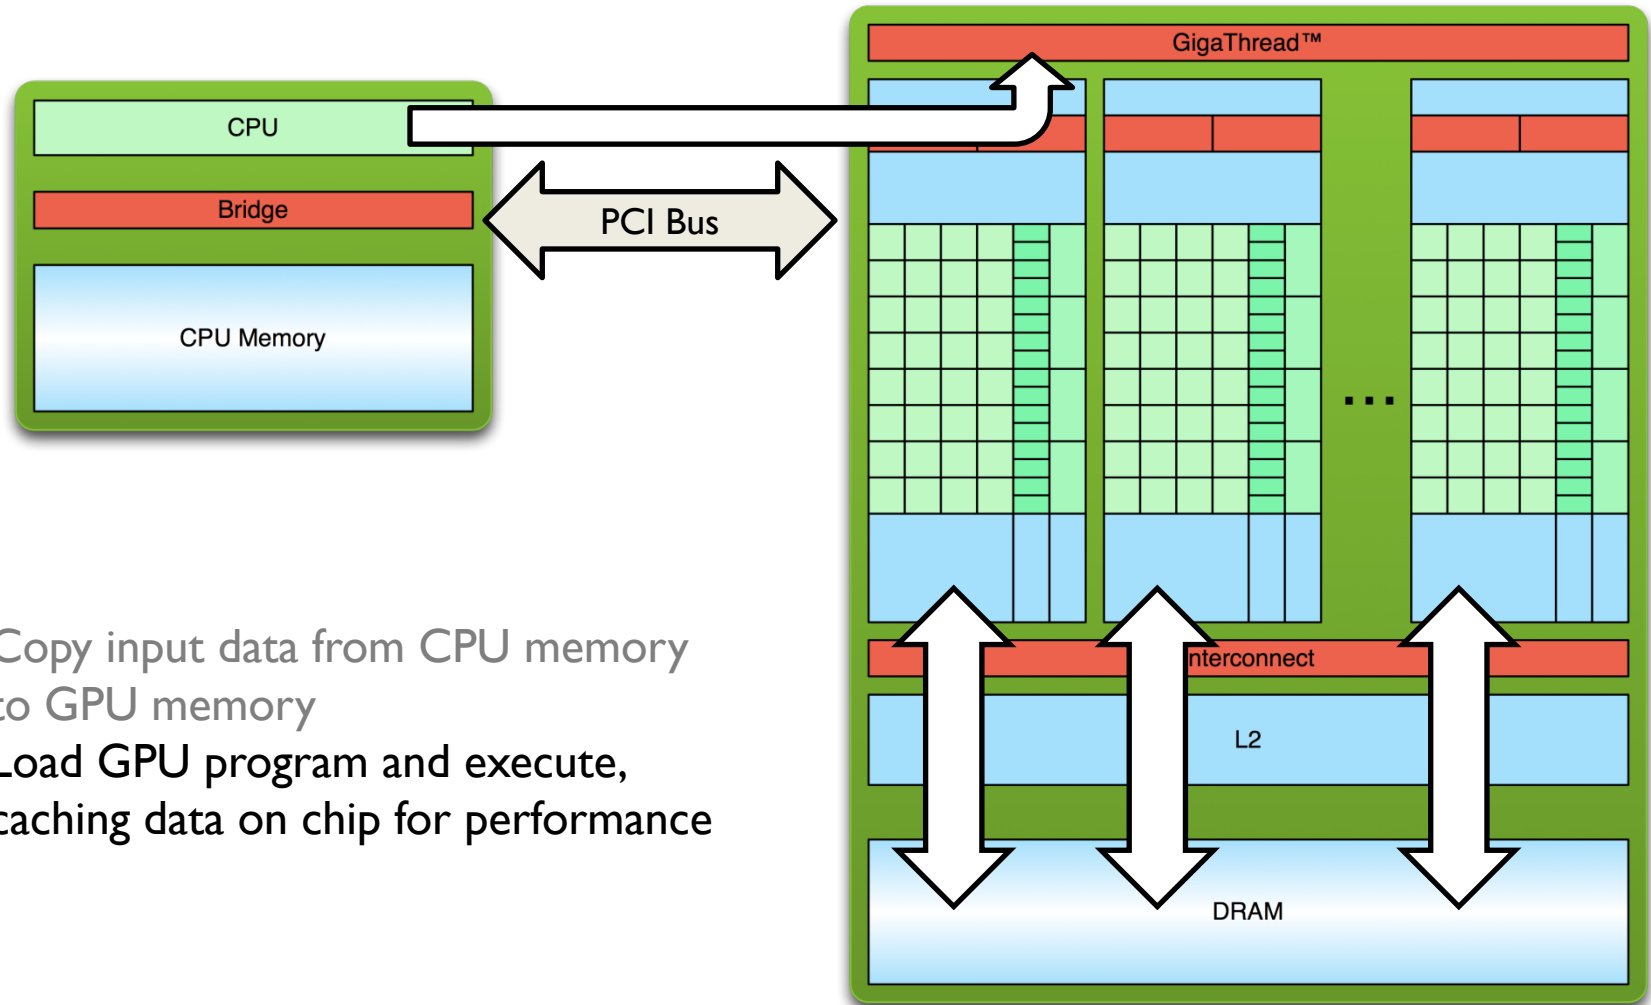 GigaThread™
CPU
Bridge
PCI Bus
CPU Memory
...
Copy input data from CPU memory
to GPU memory
Load GPU program and execute,
caching data on chip for performance
nterconnect
L2
DRAM